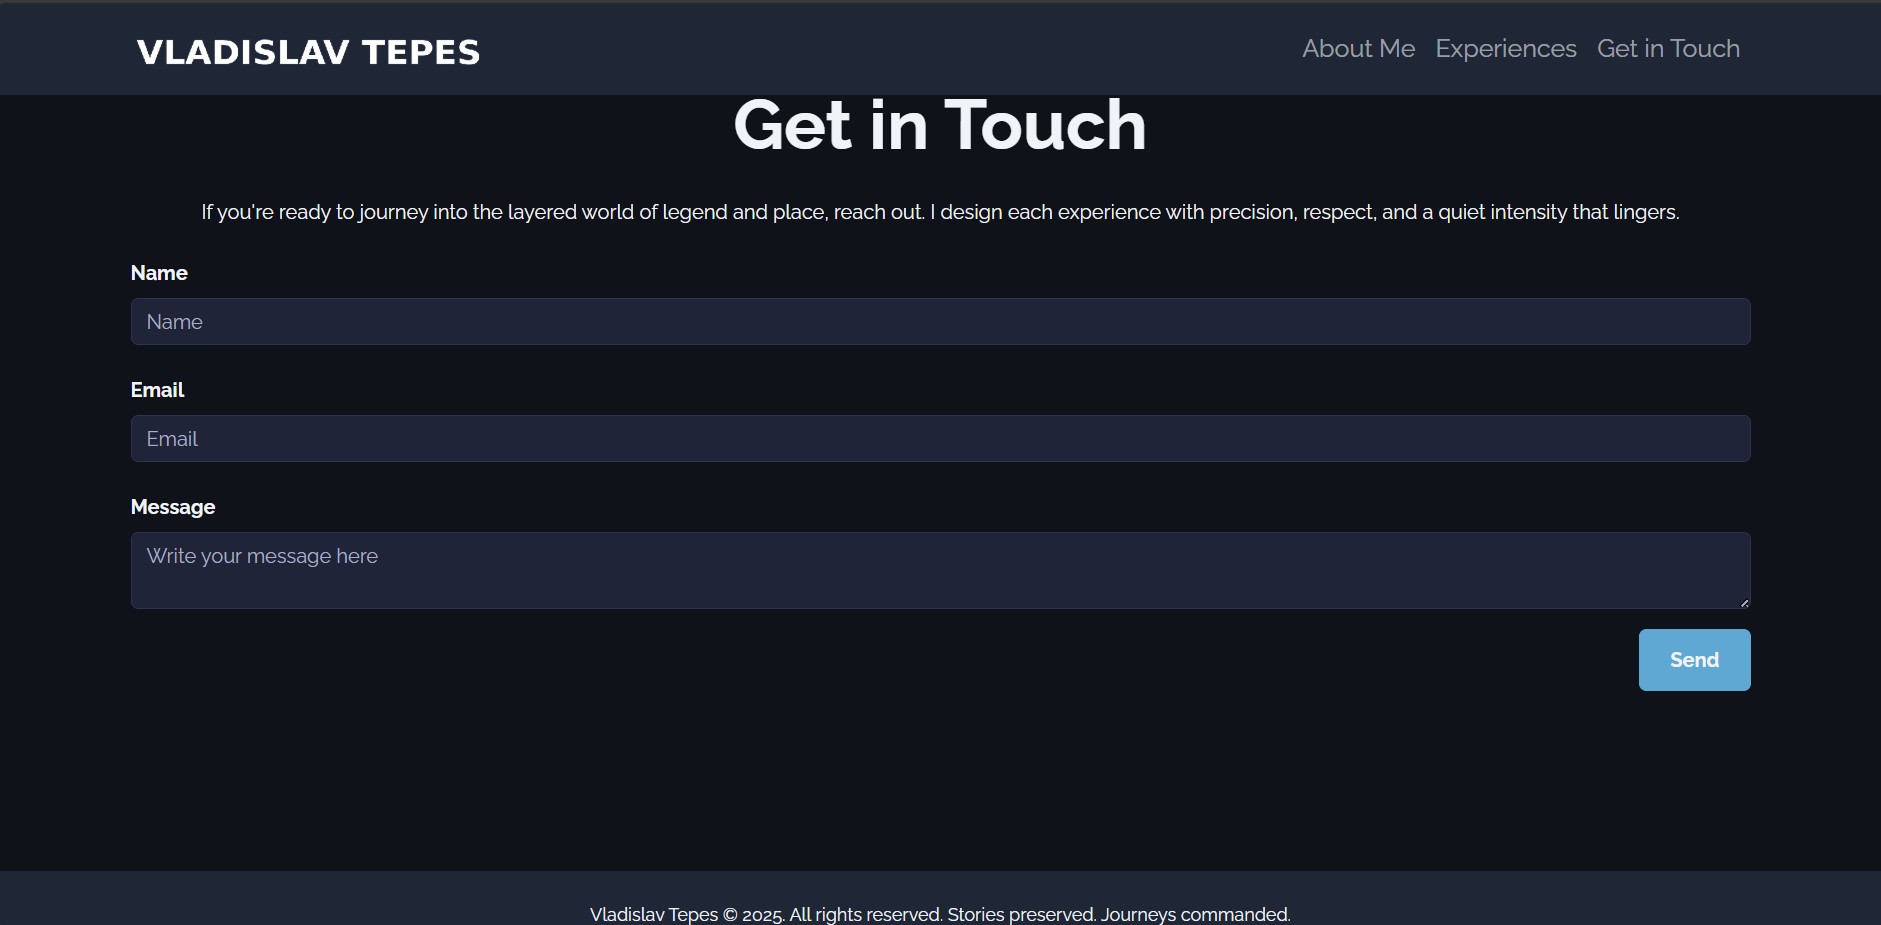 VLADISLAV TEPES
About Me Experiences Get in Touch
Get in Touch
If you're ready to journey into the layered world of legend and place, reach out. I design each experience with precision, respect, and a quiet intensity that lingers.
Name
Name
Email
Email
Message
Write your message here
Send
Vladislav Tepes © 2025. All rights reserved. Stories preserved. Journeys commanded.